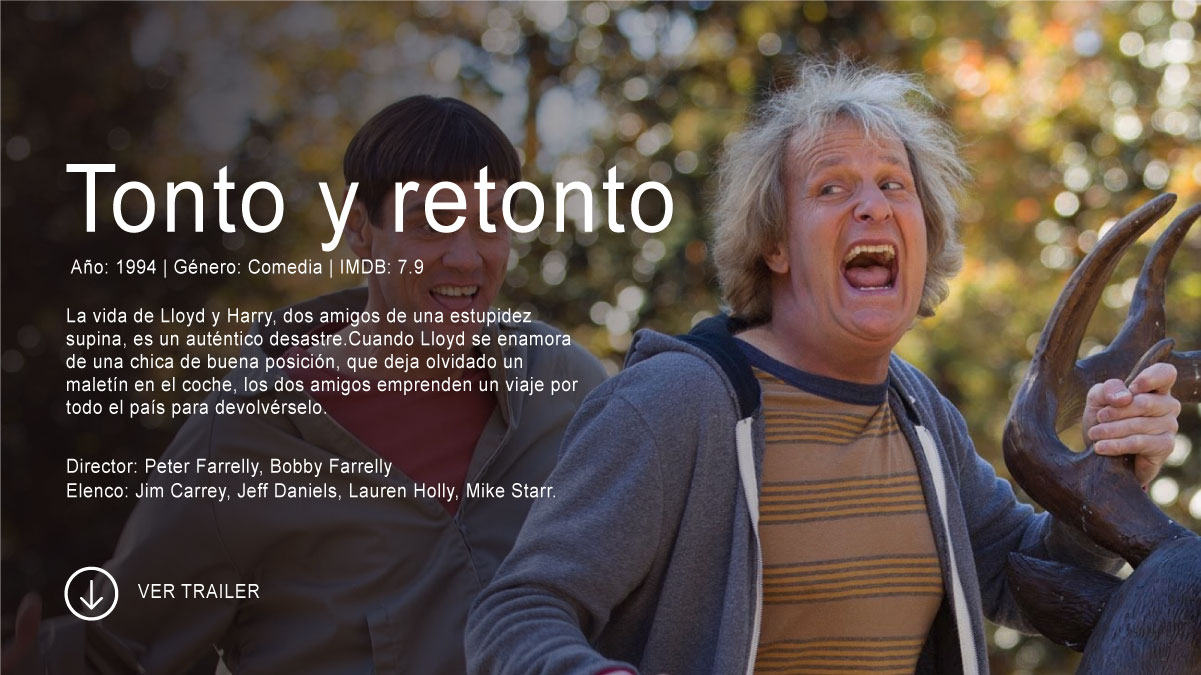 Tonto y retonto
Año: 1994 | Género: Comedia | IMDB: 7.9
La vida de Lloyd y Harry, dos amigos de una estupidez
supina, es un auténtico desastre.Cuando Lloyd se enamora
de una chica de buena posición, que deja olvidado un
maletín en el coche, los dos amigos emprenden un viaje por
todo el país para devolvérselo.
Director: Peter Farrelly, Bobby Farrelly
Elenco: Jim Carrey, Jeff Daniels, Lauren Holly, Mike Starr.
VER TRAILER